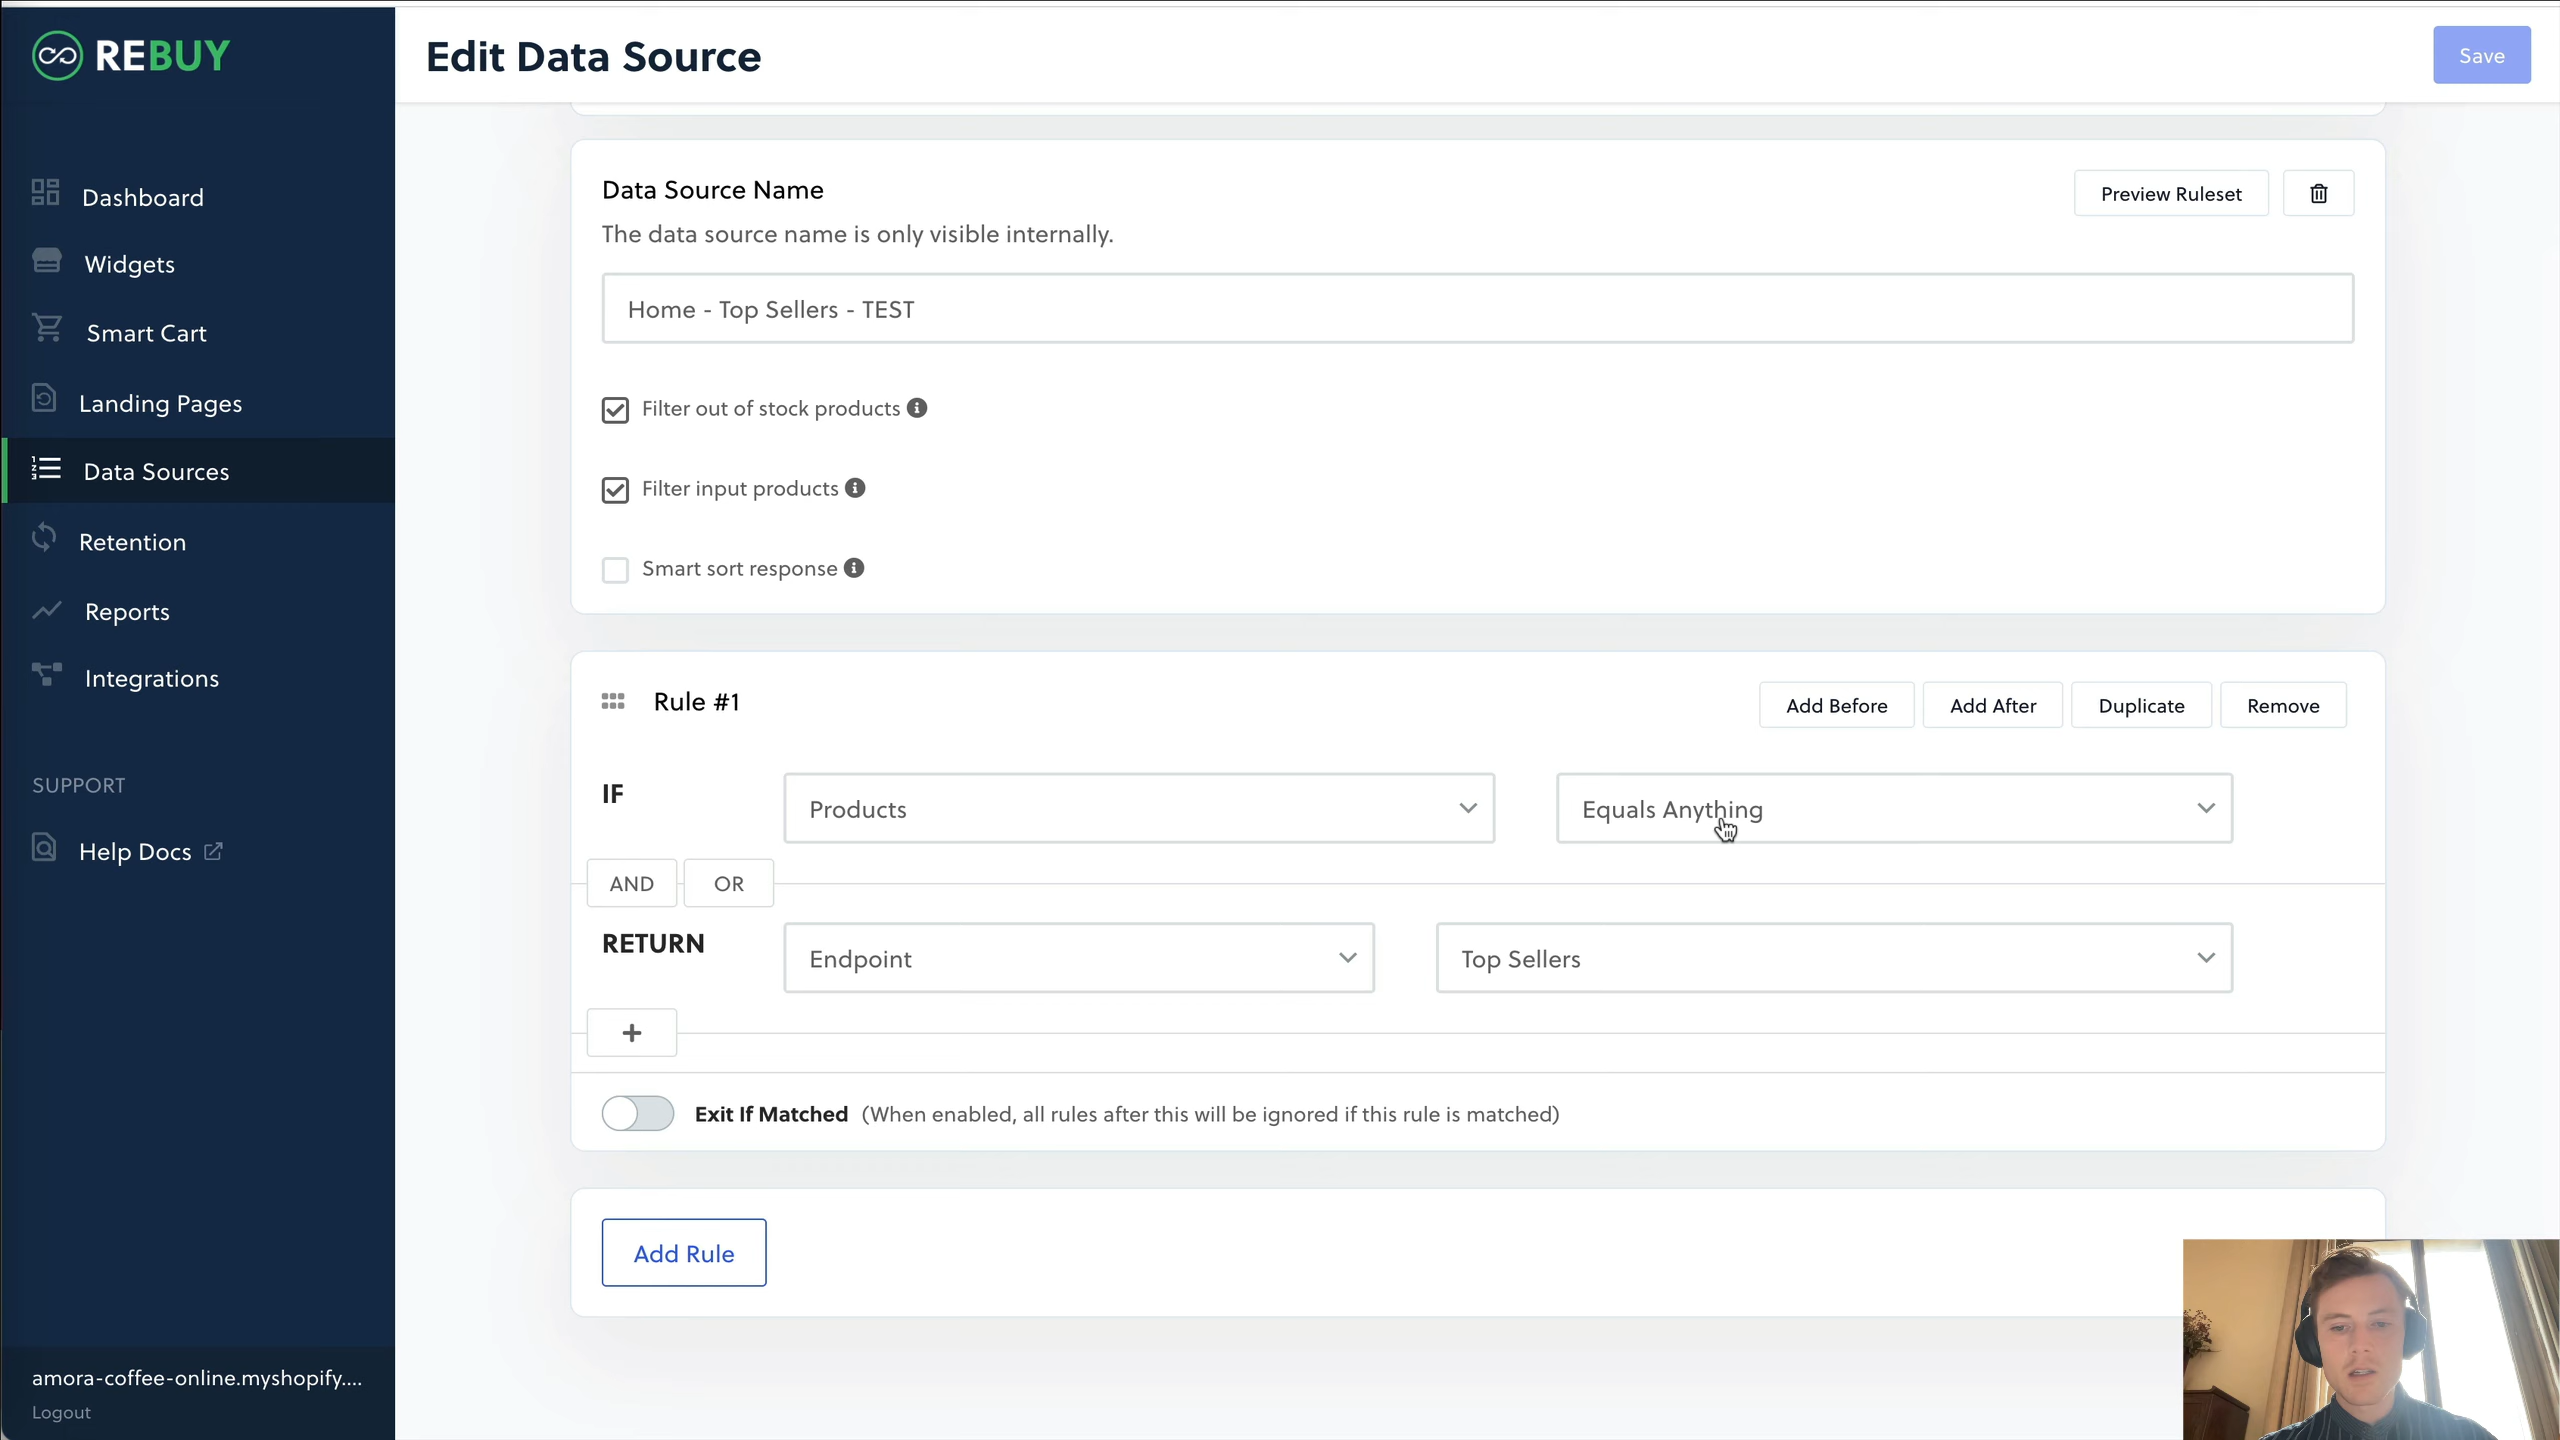 REBUY
Edit Data Source
Save
Dashboard
Widgets
Smart Cart
Landing Pages
Data Sources
Retention
Reports
Integrations
SUPPORT
Help Docs
amora-coffee-online.myshopify....
Logout
Data Source Name
Preview Ruleset
The data source name is only visible internally.
Home - Top Sellers - TEST
Filter out of stock products
Filter input products
Smart sort response
Rule #1
Add Before
Add After
Duplicate
Remove
IF
Products
Equals Anything
AND
OR
RETURN
Endpoint
Top Sellers
+
Exit If Matched (When enabled, all rules after this will be ignored if this rule is matched)
Add Rule